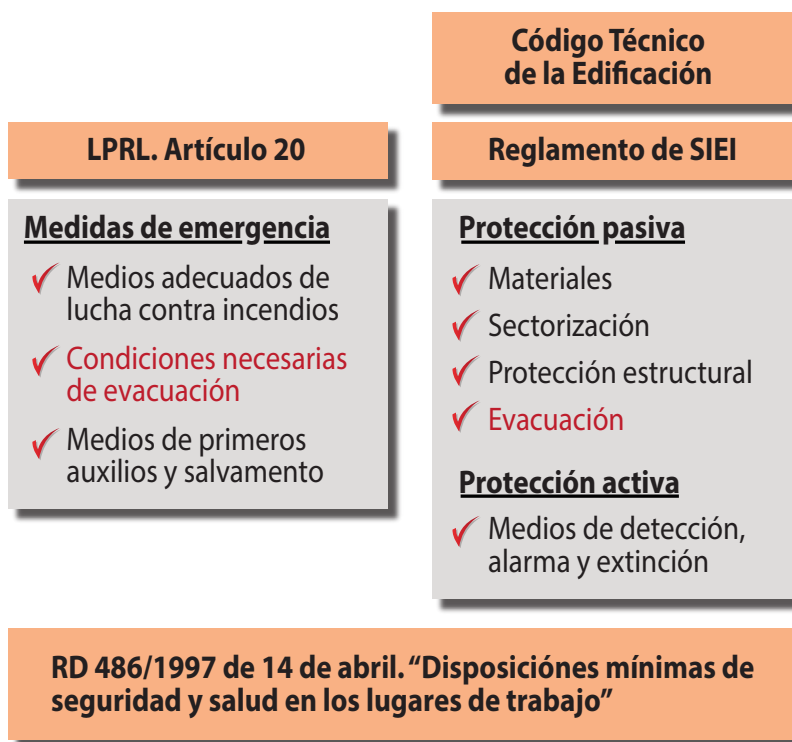 Código Técnico
de la Edificación
LPRL. Artículo 20
Reglamento de SIEI
Medidas de emergencia
Medios adecuados de
lucha contra incendios
Condiciones necesarias
de evacuación
Medios de primeros
auxilios y salvamento
Protección pasiva
Materiales
Sectorización
Protección estructural
Evacuación
Protección activa
Medios de detección,
alarma y extinción
RD 486/1997 de 14 de abril. “Disposiciónes mínimas de
seguridad y salud en los lugares de trabajo”